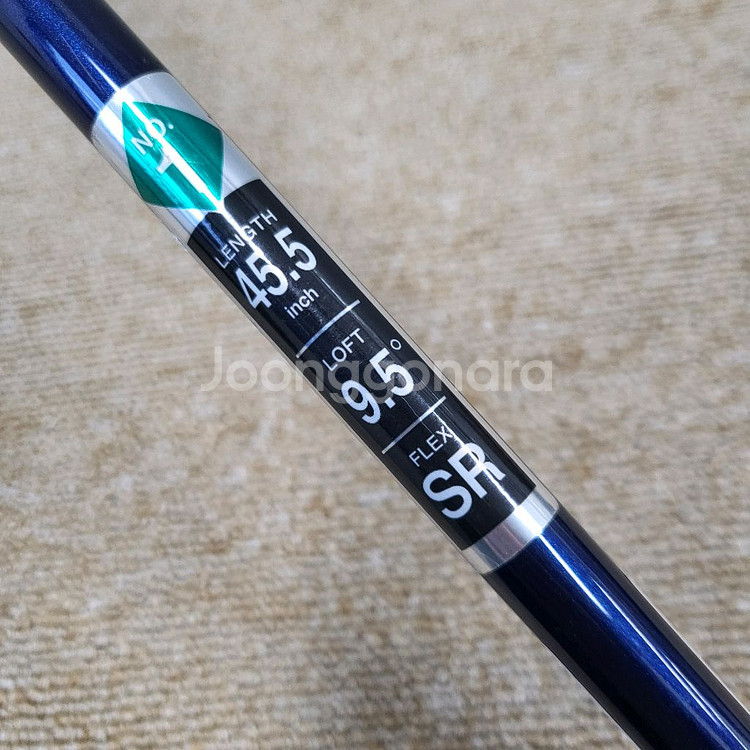 NO.
1
LENGTH
45.5
inch
LOFT
9.5°
FLEX
SR
Joonggonara